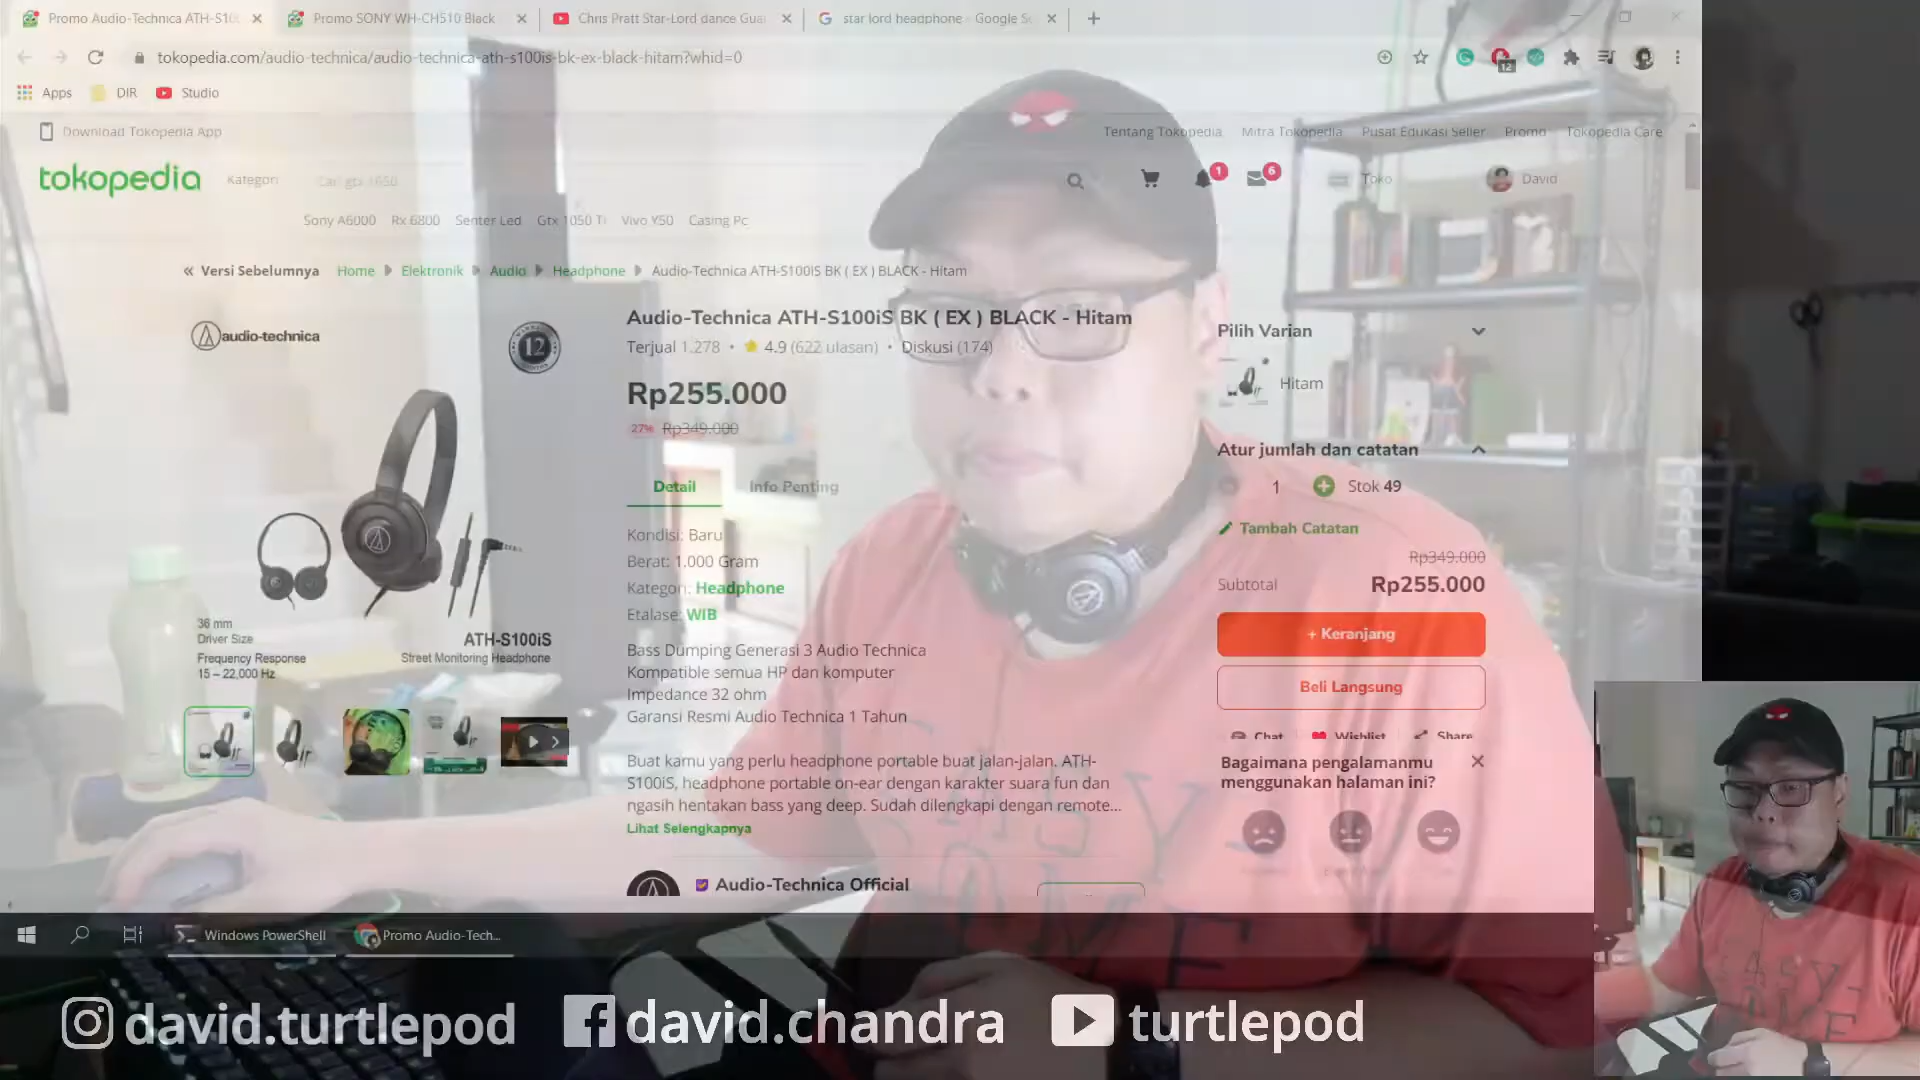 Promo Audio-Technica ATH-S10
Promo SONY WH-CH510 Black
Chris Pratt Star-Lord dance Gua
star lord headphone - Google Se
tokopedia.com/audio-technica/audio-technica-ath-s100is-bk-ex-black-hitam?whid=0
12
Apps
DIR
Studio
Download Tokopedia App
Tentang Tokopedia
Mitra Tokopedia
Pusat Edukasi Seller
Promo
Tokopedia Care
tokopedia
Kategori
Cari gtx 1650
1
6
Toko
David
Sony A6000
Rx 6800
Senter Led
Gtx 1050 Ti
Vivo Y50
Casing Pc
« Versi Sebelumnya
Home
Elektronik
Audio
Headphone
Audio-Technica ATH-S100iS BK ( EX ) BLACK - Hitam
audio-technica
12
Audio-Technica ATH-S100iS BK ( EX ) BLACK - Hitam
Terjual 1.278 • 4.9 (622 ulasan) • Diskusi (174)
Rp255.000
27% Rp349.000
Detail
Info Penting
Kondisi: Baru
Berat: 1.000 Gram
Kategori: Headphone
Etalase: WIB
Bass Dumping Generasi 3 Audio Technica
Kompatible semua HP dan komputer
Impedance 32 ohm
Garansi Resmi Audio Technica 1 Tahun
Buat kamu yang perlu headphone portable buat jalan-jalan. ATH-
S100iS, headphone portable on-ear dengan karakter suara fun dan
ngasih hentakan bass yang deep. Sudah dilengkapi dengan remote...
Lihat Selengkapnya
Audio-Technica Official
36 mm
Driver Size
Frequency Response
15 – 22,000 Hz
ATH-S100iS
Street Monitoring Headphone
Pilih Varian
Hitam
Atur jumlah dan catatan
1
Stok 49
Tambah Catatan
Rp349.000
Subtotal
Rp255.000
+ Keranjang
Beli Langsung
Chat
Wishlist
Share
Bagaimana pengalamanmu
menggunakan halaman ini?
Windows PowerShell
Promo Audio-Tech...
david.turtlepod
david.chandra
turtlepod